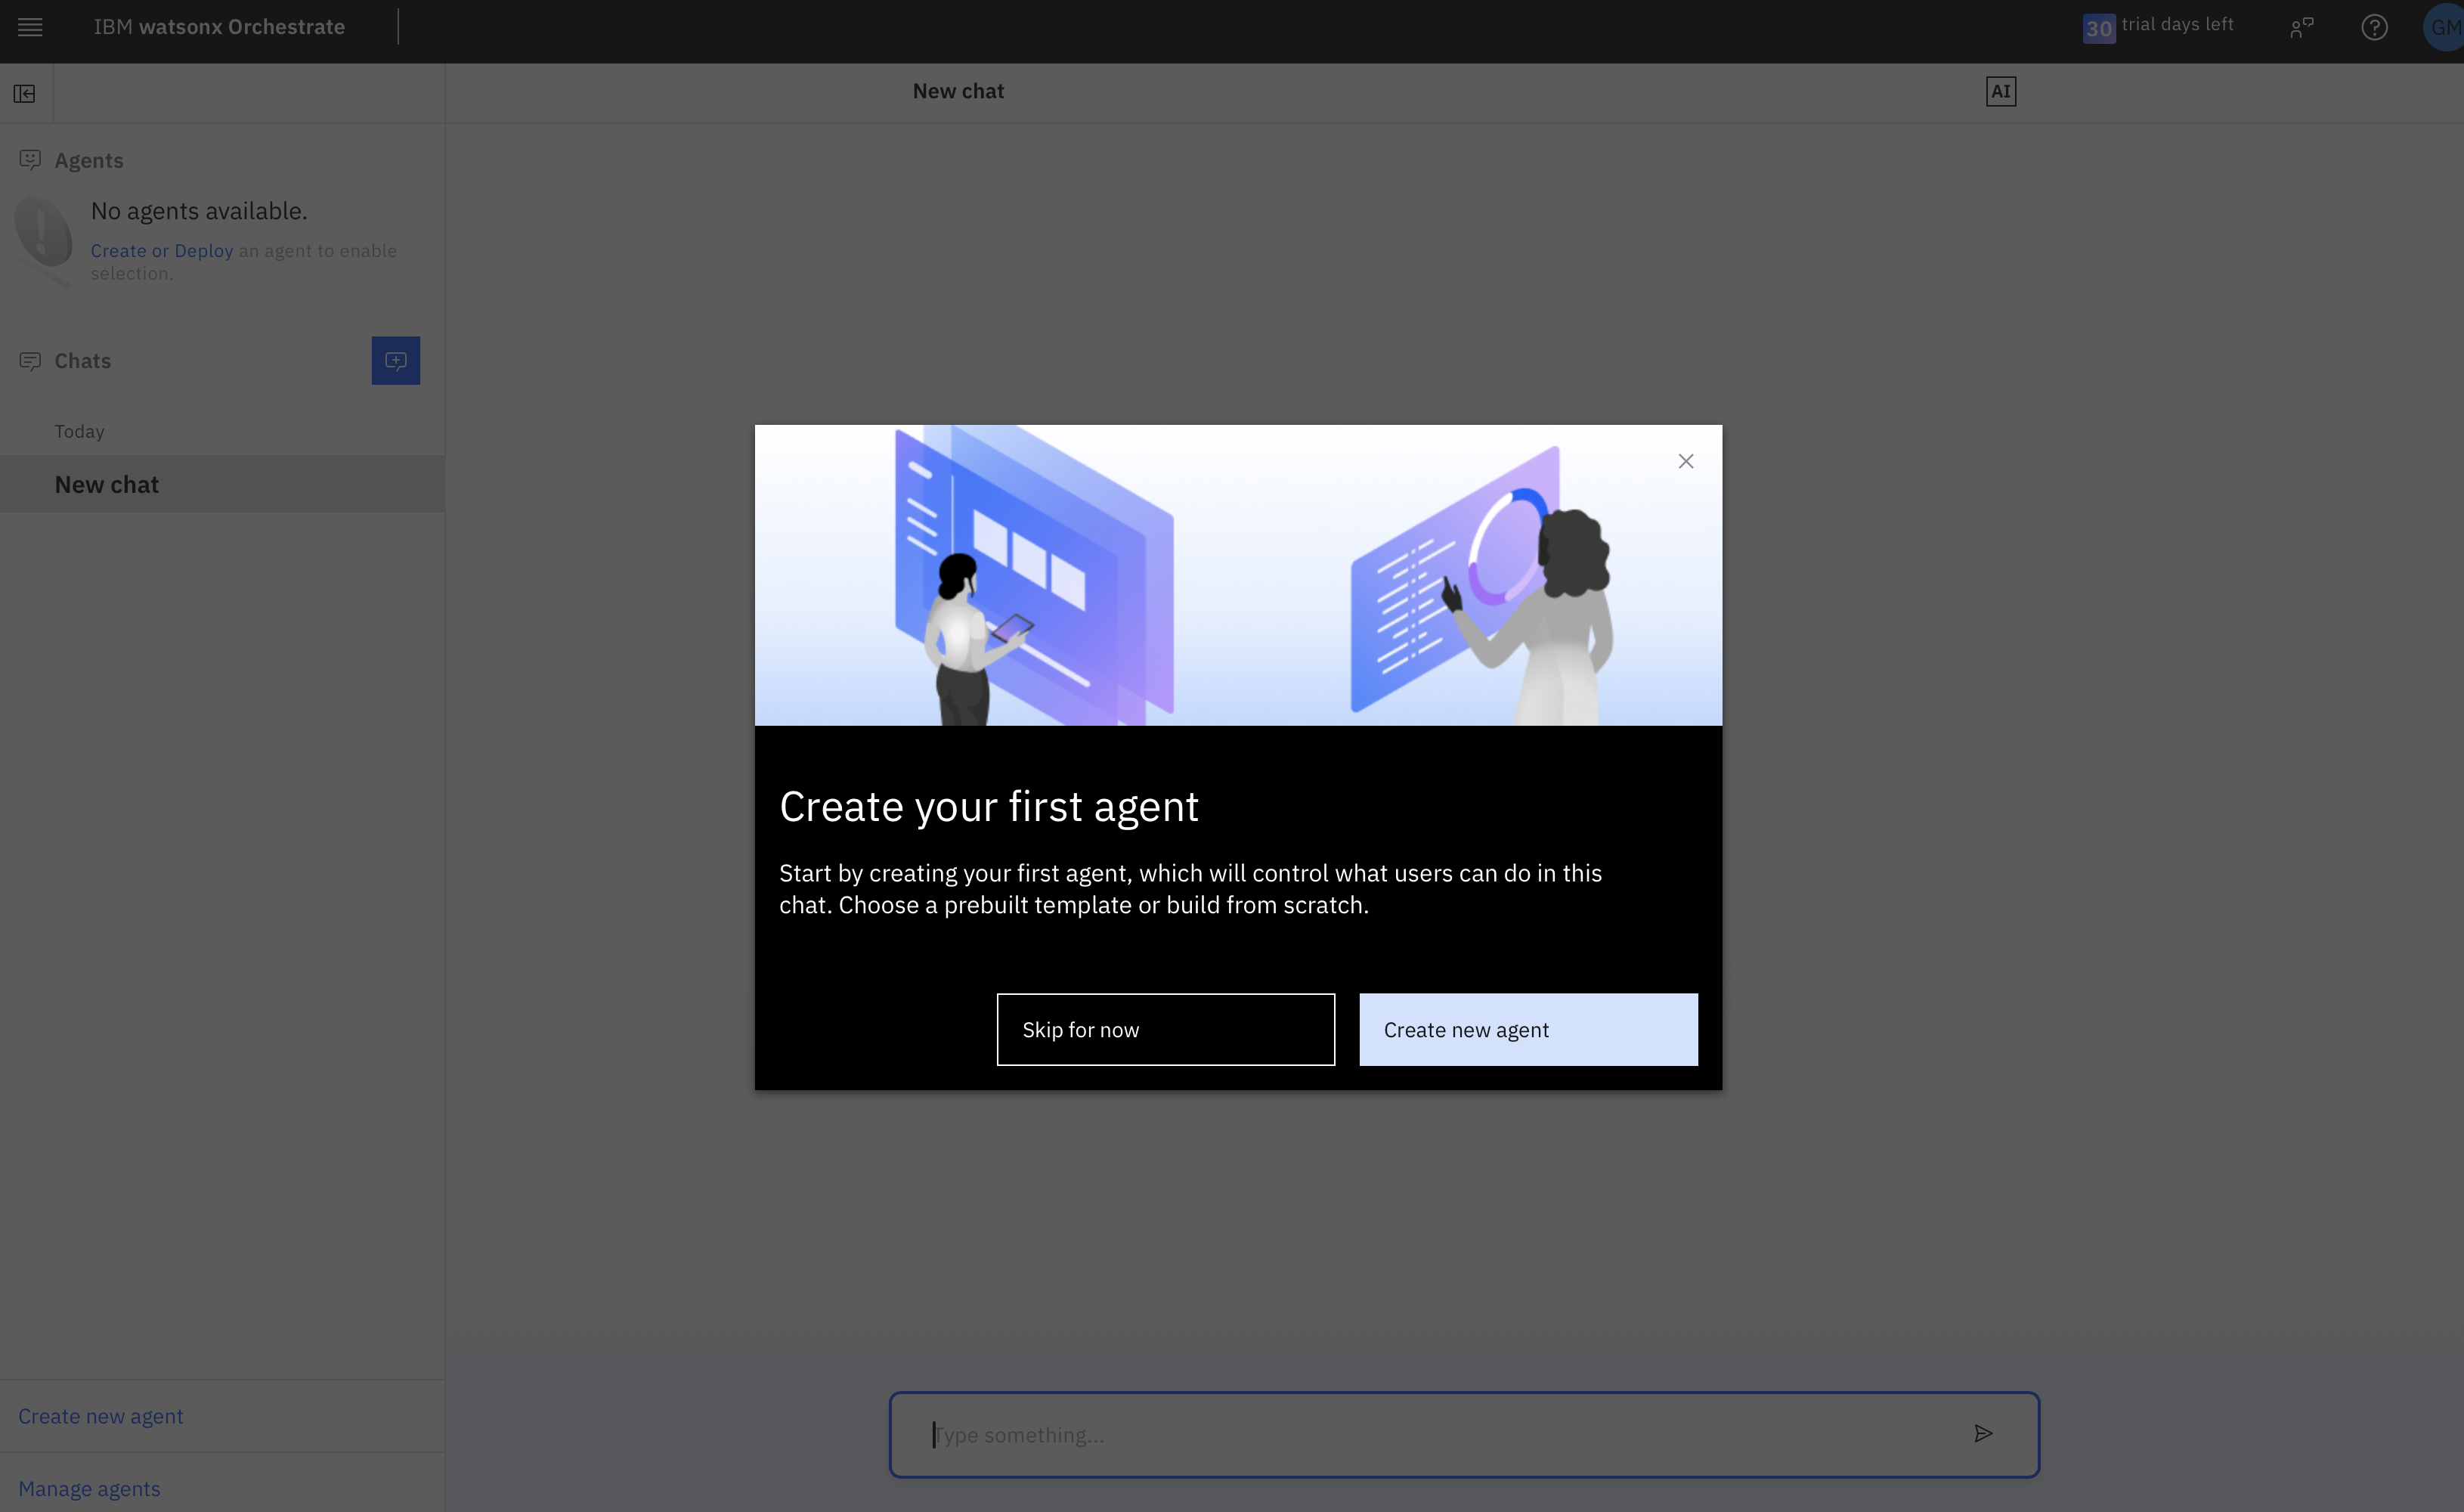 IBM watsonx Orchestrate
30 trial days left
GM
New chat
AI
Agents
No agents available.
Create or Deploy an agent to enable
selection.
Chats
Today
New chat
Create your first agent
Start by creating your first agent, which will control what users can do in this
chat. Choose a prebuilt template or build from scratch.
Skip for now
Create new agent
Type something...
Create new agent
Manage agents